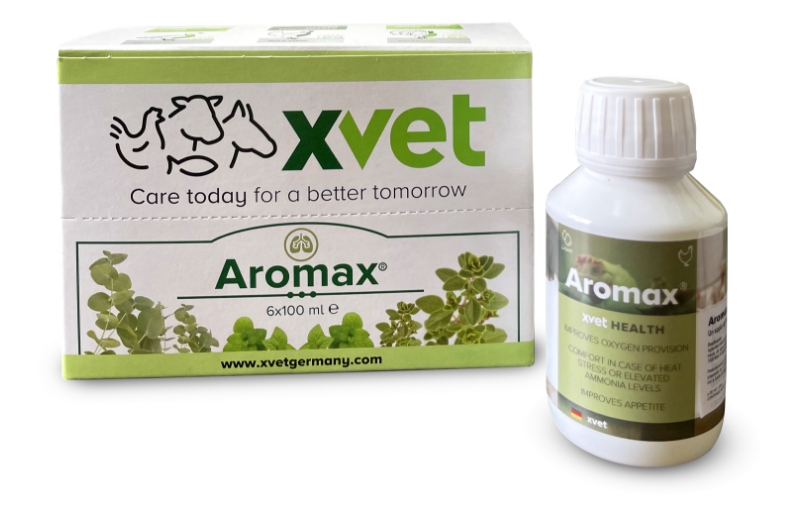 xvet
Care today for a better tomorrow
Aromax®
6x100 ml ℮
www.xvetgermany.com
Aromax®
xvet HEALTH
IMPROVES OXYGEN PROVISION
COMFORT IN CASE OF HEAT
STRESS OR ELEVATED
AMMONIA LEVELS
IMPROVES APPETITE
xvet